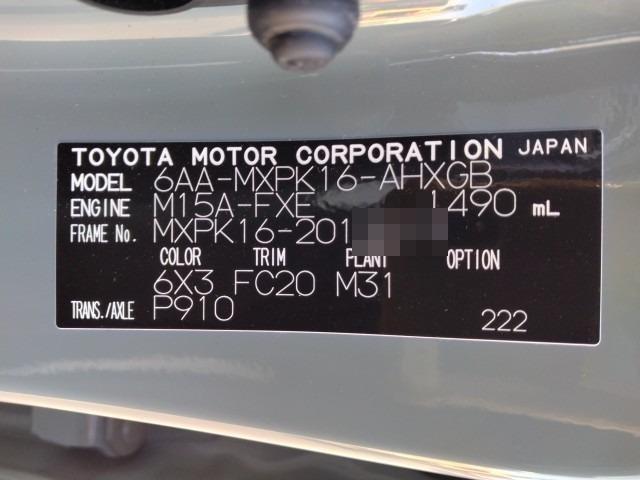 TOYOTA MOTOR CORPORATION JAPAN
MODEL 6AA-MXPK16-AHXGB
ENGINE M15A-FXE 1490 mL
FRAME No. MXPK16-201
COLOR TRIM PLANT OPTION
6X3 FC20 M31
TRANS./AXLE P910 222